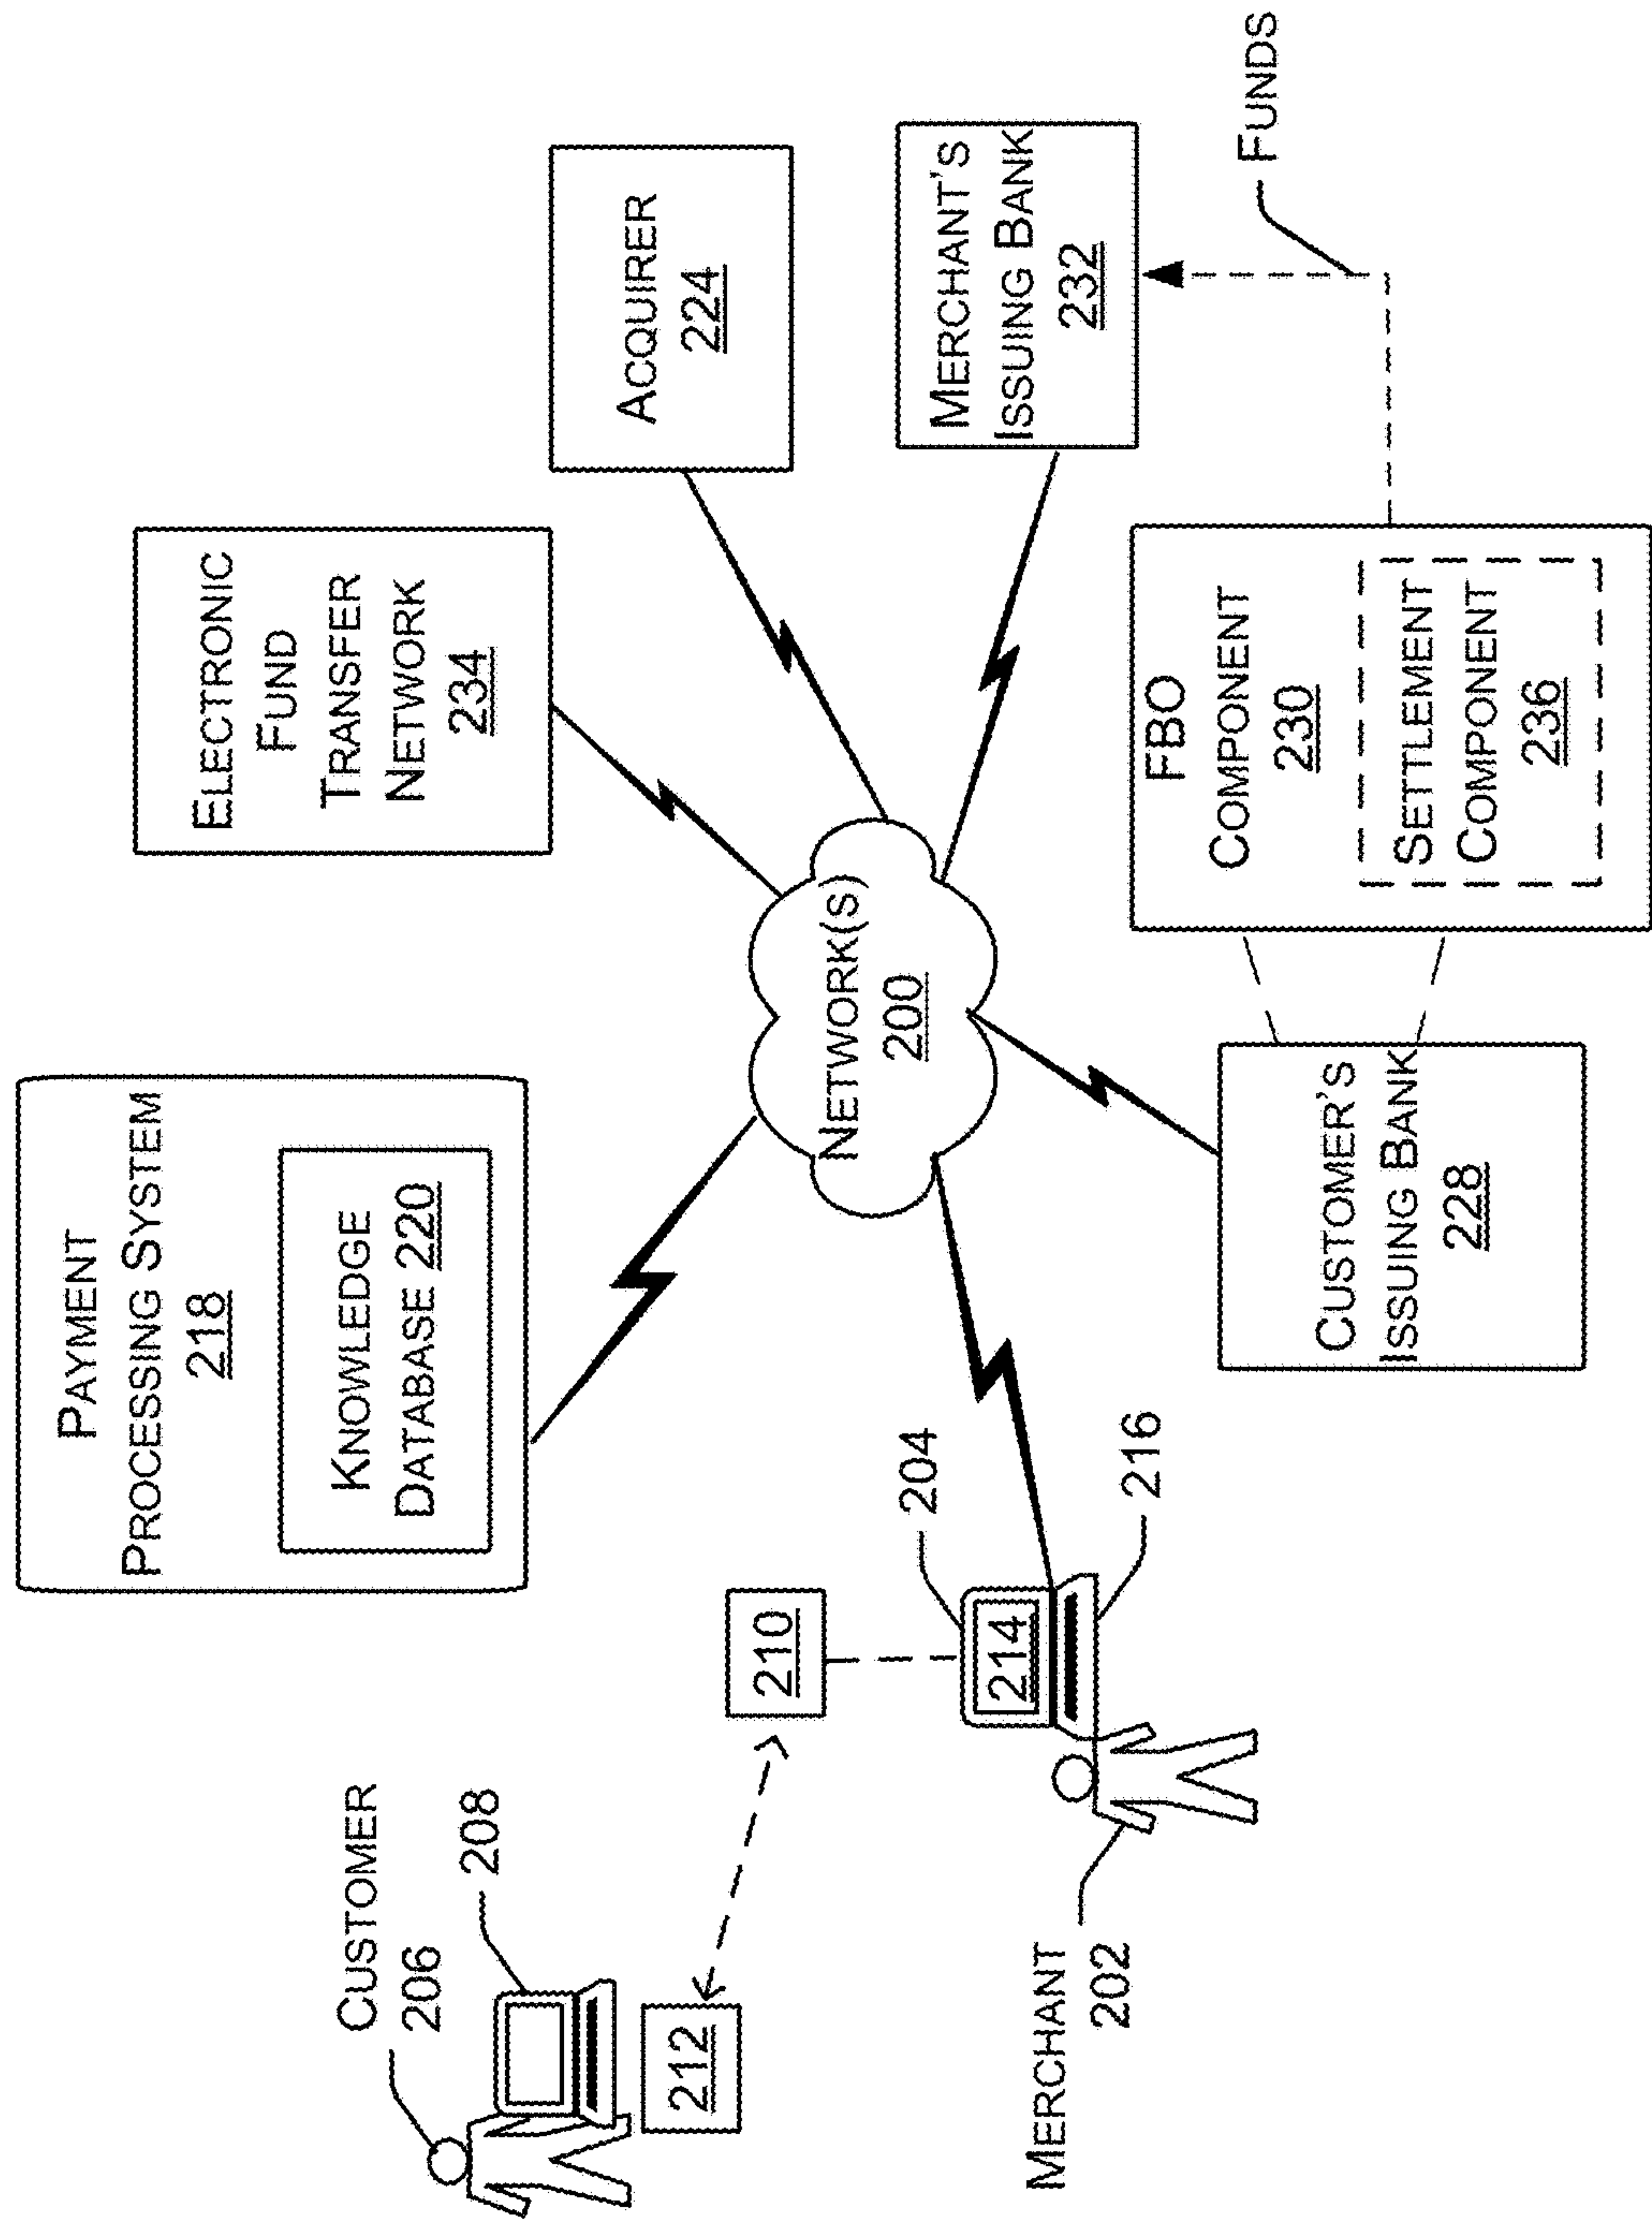 PAYMENT
PROCESSING SYSTEM
218
KNOWLEDGE
DATABASE 220
ELECTRONIC
FUND
TRANSFER
NETWORK
234
ACQUIRER
224
CUSTOMER
206
208
212
210
204
214
216
MERCHANT
202
NETWORK(S)
200
MERCHANT'S
ISSUING BANK
232
CUSTOMER'S
ISSUING BANK
228
FBO
COMPONENT
230
SETTLEMENT
COMPONENT
236
FUNDS